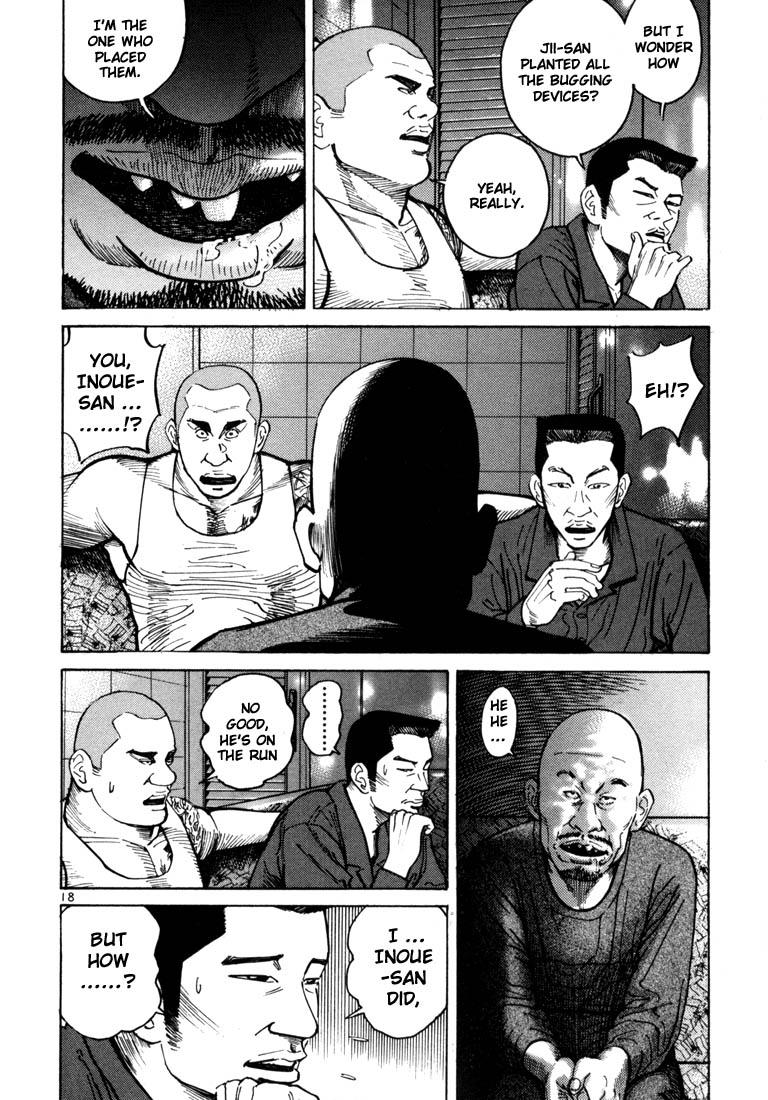 BUT I
WONDER
HOW
JII-SAN
PLANTED ALL
THE BUGGING
DEVICES?
YEAH,
REALLY.
I'M THE
ONE WHO
PLACED
THEM.
EH!?
YOU,
INOUE-
SAN ...
......!?
HE
HE
...
.........
NO
GOOD,
HE'S ON
THE RUN
18
I ...
INOUE
-SAN
DID,
BUT
HOW
......?